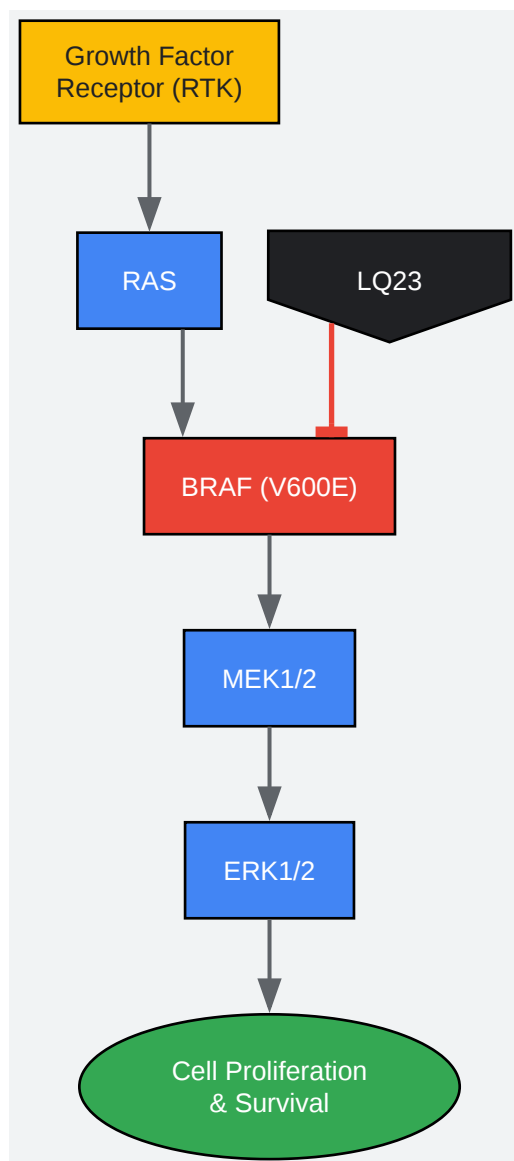 Growth Factor
Receptor (RTK)
RAS
LQ23
BRAF (V600E)
MEK1/2
ERK1/2
Cell Proliferation
& Survival